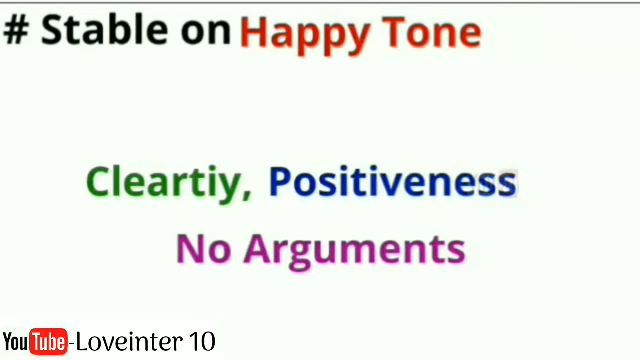 # Stable on Happy Tone
Cleartiy, Positiveness
No Arguments
YouTube-Loveinter 10